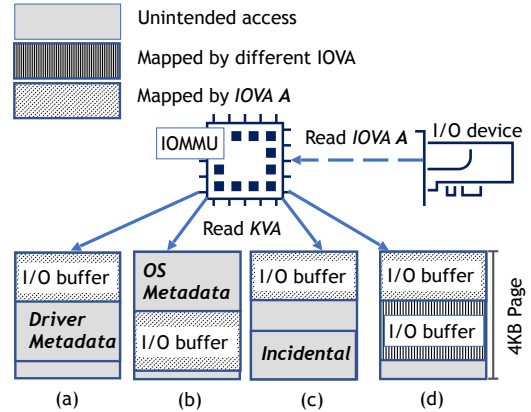 Unintended access
Mapped by different IOVA
Mapped by IOVA A
IOMMU
Read IOVA A
I/O device
Read KVA
I/O buffer
Driver
Metadata
(a)
OS
Metadata
I/O buffer
(b)
I/O buffer
Incidental
(c)
I/O buffer
I/O buffer
(d)
4KB Page